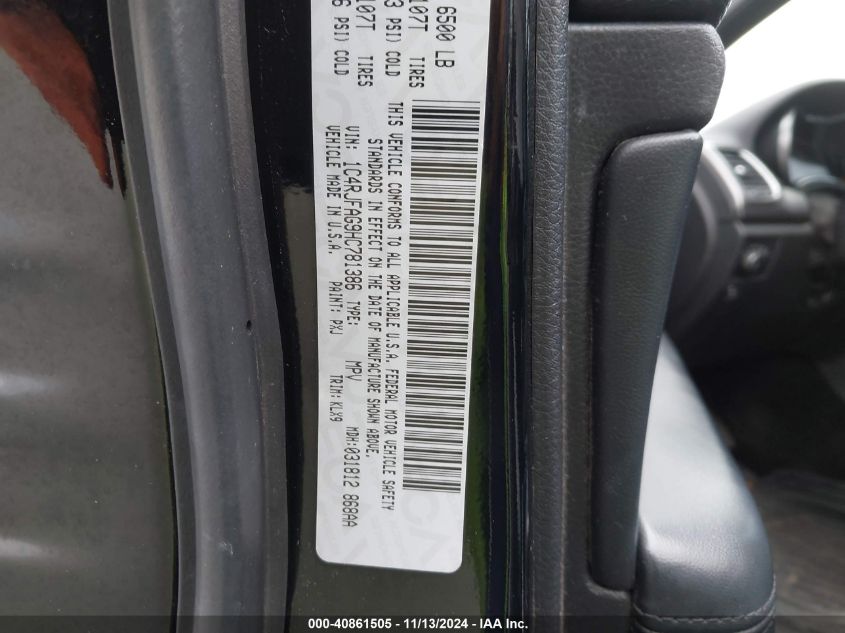 6500 LB
107T TIRES
3 PSI) COLD
107T TIRES
6 PSI) COLD
THIS VEHICLE CONFORMS TO ALL APPLICABLE U.S.A. FEDERAL MOTOR VEHICLE SAFETY
STANDARDS IN EFFECT ON THE DATE OF MANUFACTURE SHOWN ABOVE.
VIN: 1C4RJFAG9HC781386 TYPE: MPV MDH:031812 868AA
VEHICLE MADE IN U.S.A. PAINT: PXJ TRIM:KLX9
000-40861505 - 11/13/2024 - IAA Inc.